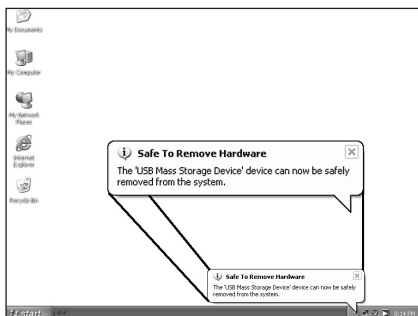 My Documents
My Computer
My Network
Places
Internet
Explorer
Recycle Bin
Safe To Remove Hardware
The 'USB Mass Storage Device' device can now be safely
removed from the system.
Safe To Remove Hardware
The 'USB Mass Storage Device' device can now be safely
removed from the system.
start
8:14 PM